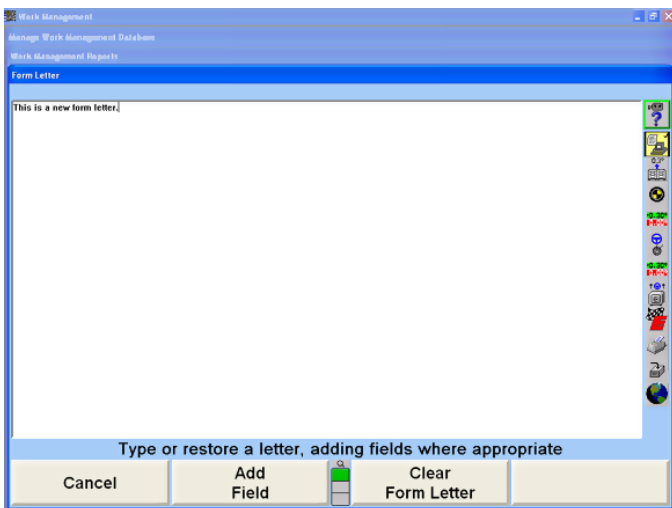 Work Management
Manage Work Management Database
Work Management Reports
Form Letter
This is a new form letter.
Type or restore a letter, adding fields where appropriate
Cancel
Add
Field
Clear
Form Letter